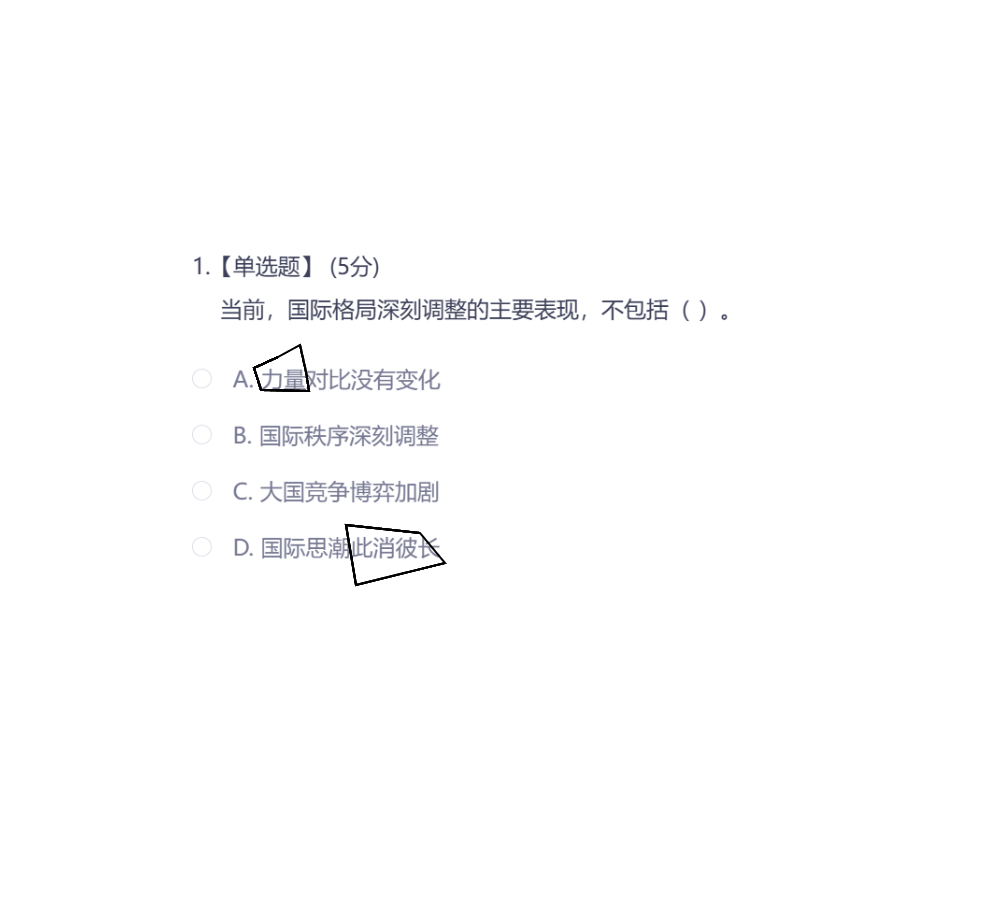 1.【单选题】 (5分)
当前，国际格局深刻调整的主要表现，不包括（ ）。
A. 力量对比没有变化
B. 国际秩序深刻调整
C. 大国竞争博弈加剧
D. 国际思潮此消彼长